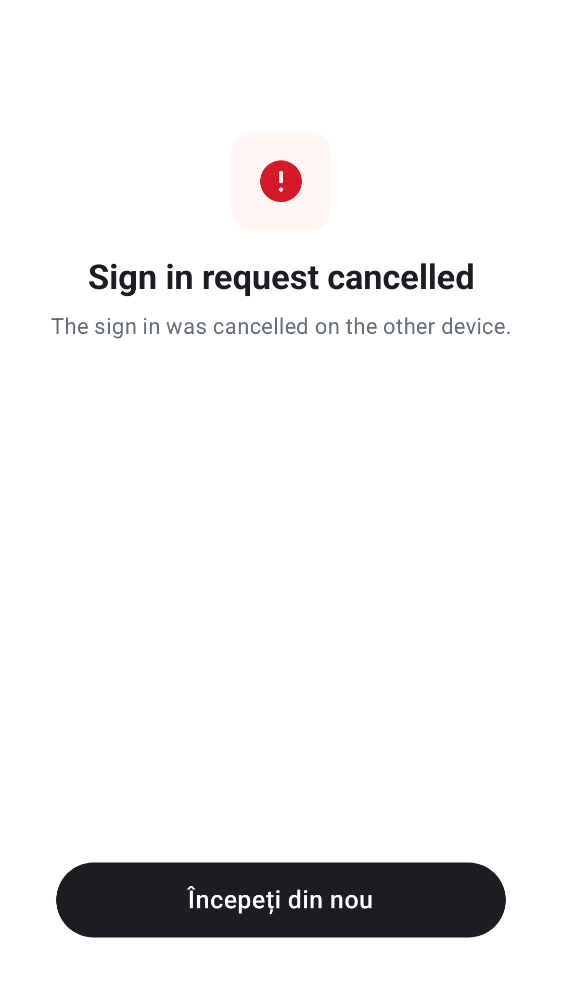 Sign in request cancelled
The sign in was cancelled on the other device.
Începeți din nou